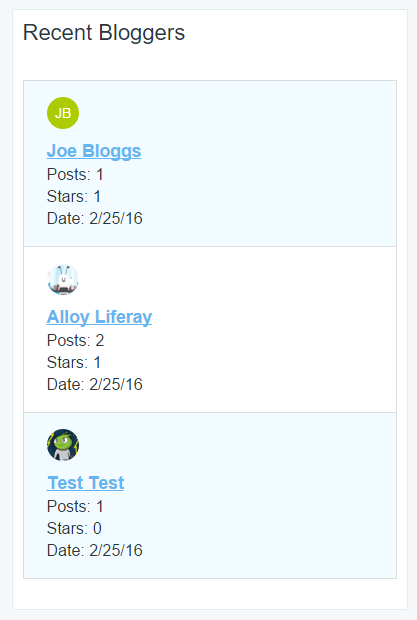 Recent Bloggers
JB
Joe Bloggs
Posts: 1
Stars: 1
Date: 2/25/16
Alloy Liferay
Posts: 2
Stars: 1
Date: 2/25/16
Test Test
Posts: 1
Stars: 0
Date: 2/25/16